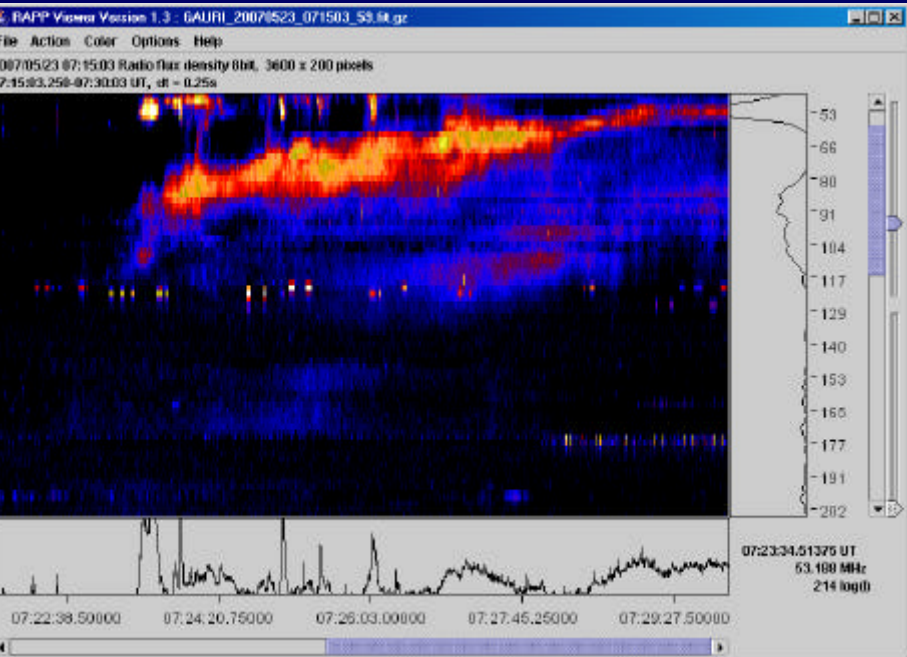 RAPP Viewer Version 1.3 : GAURI_20070523_071503_59.fit.gz
File Action Color Options Help
2007/05/23 07:15:03 Radio flux density 8bit, 3600 x 200 pixels
07:15:03,250-07:30:03 UT, dt = 0.25s
53
66
80
91
104
117
129
140
153
165
177
191
202
07:23:34.51375 UT
53.188 MHz
214 log(I)
07:22:38.50000 07:24:20.75000 07:26:03.00000 07:27:45.25000 07:29:27.50000